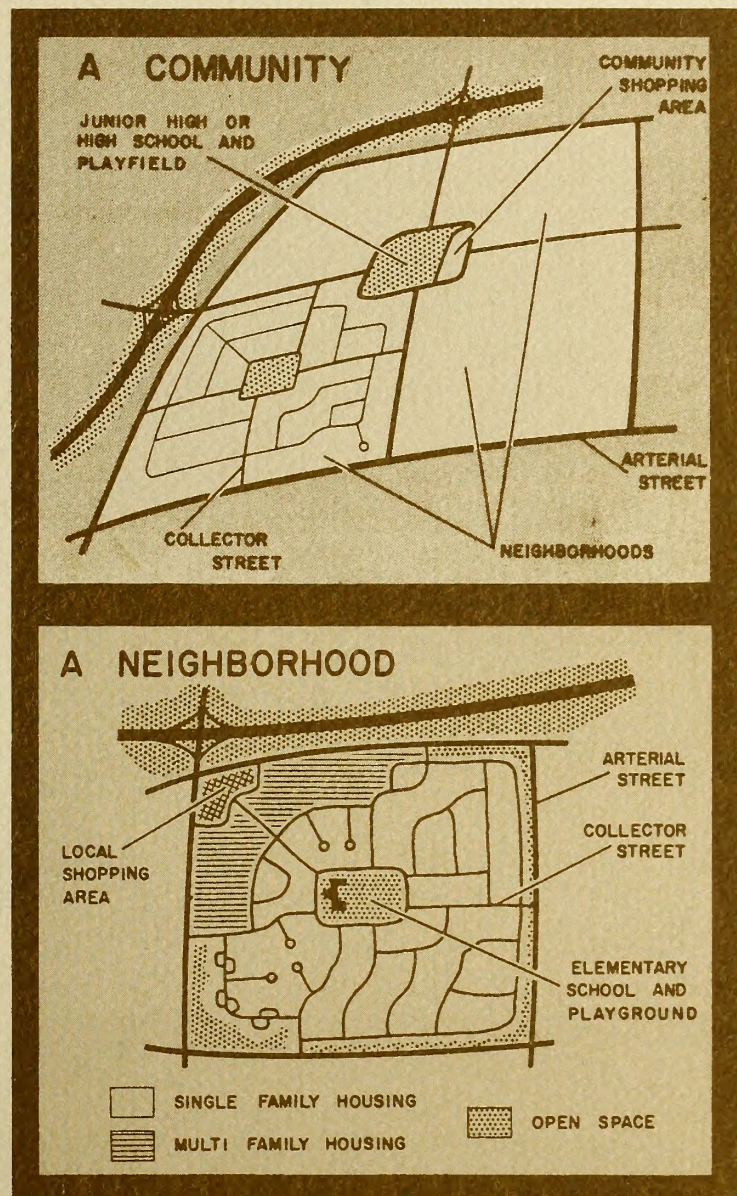 A COMMUNITY
COMMUNITY
SHOPPING
AREA
JUNIOR HIGH OR
HIGH SCHOOL AND
PLAYFIELD
ARTERIAL
STREET
COLLECTOR
STREET
NEIGHBORHOODS
A NEIGHBORHOOD
ARTERIAL
STREET
COLLECTOR
STREET
LOCAL
SHOPPING
AREA
ELEMENTARY
SCHOOL AND
PLAYGROUND
SINGLE FAMILY HOUSING
MULTI FAMILY HOUSING
OPEN SPACE